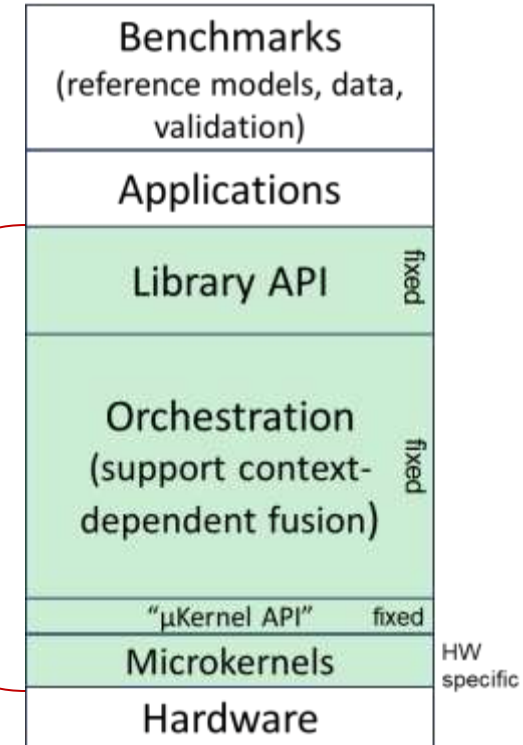 Benchmarks
(reference models, data,
validation)
Applications
Library API
fixed
Orchestration
(support context-
dependent fusion)
fixed
“μKernel API”
fixed
Microkernels
HW
specific
Hardware